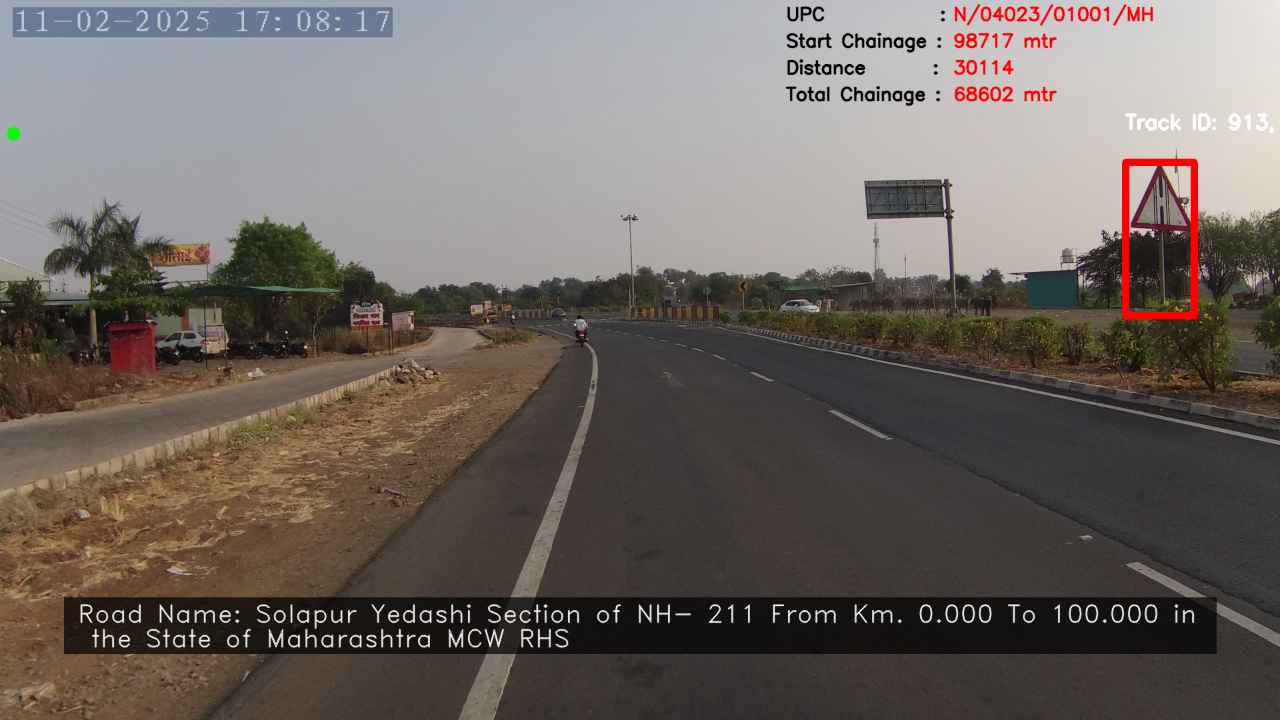 11-02-2025 17:08:17
UPC : N/04023/01001/MH
Start Chainage : 98717 mtr
Distance : 30114
Total Chainage : 68602 mtr
Track ID: 913,
Road Name: Solapur Yedashi Section of NH- 211 From Km. 0.000 To 100.000 in
the State of Maharashtra MCW RHS